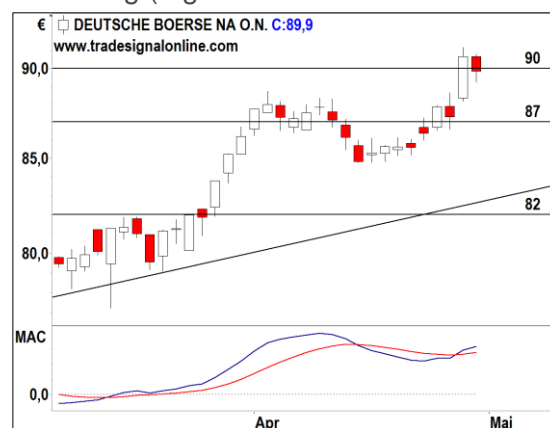 € DEUTSCHE BOERSE NA O.N. C:89,9
www.tradesignalonline.com
90
90,0
87
85,0
82
80,0
MAC
0,0
Apr Mai